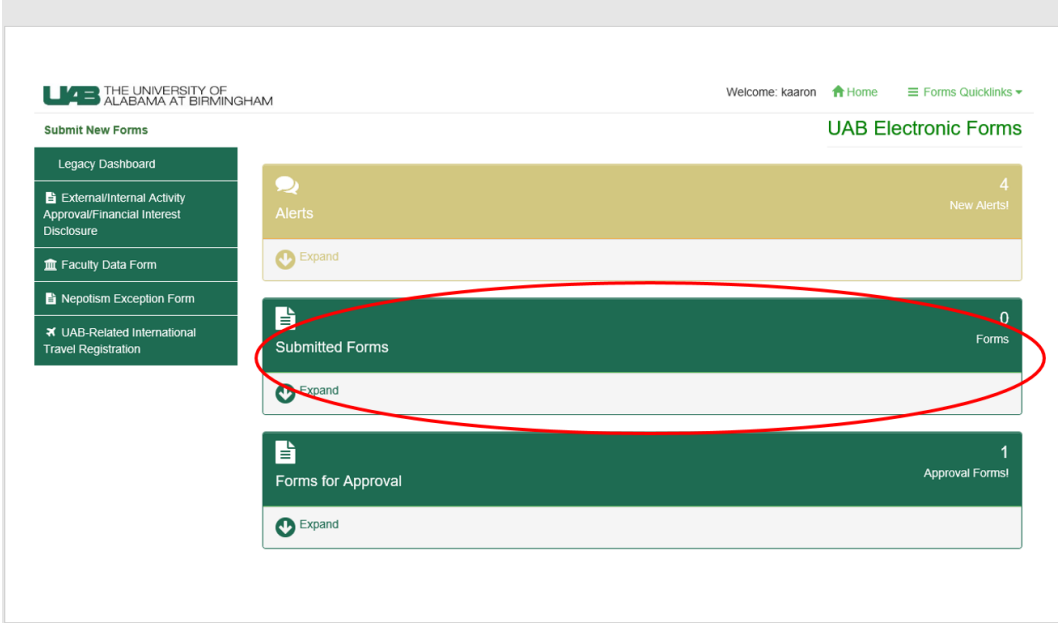 UAB THE UNIVERSITY OF
ALABAMA AT BIRMINGHAM
Welcome: kaaron Home Forms Quicklinks
Submit New Forms
UAB Electronic Forms
Legacy Dashboard
External/Internal Activity
Approval/Financial Interest
Disclosure
Faculty Data Form
Nepotism Exception Form
UAB-Related International
Travel Registration
4
Alerts
New Alerts!
Expand
0
Submitted Forms
Forms
Expand
1
Forms for Approval
Approval Forms!
Expand